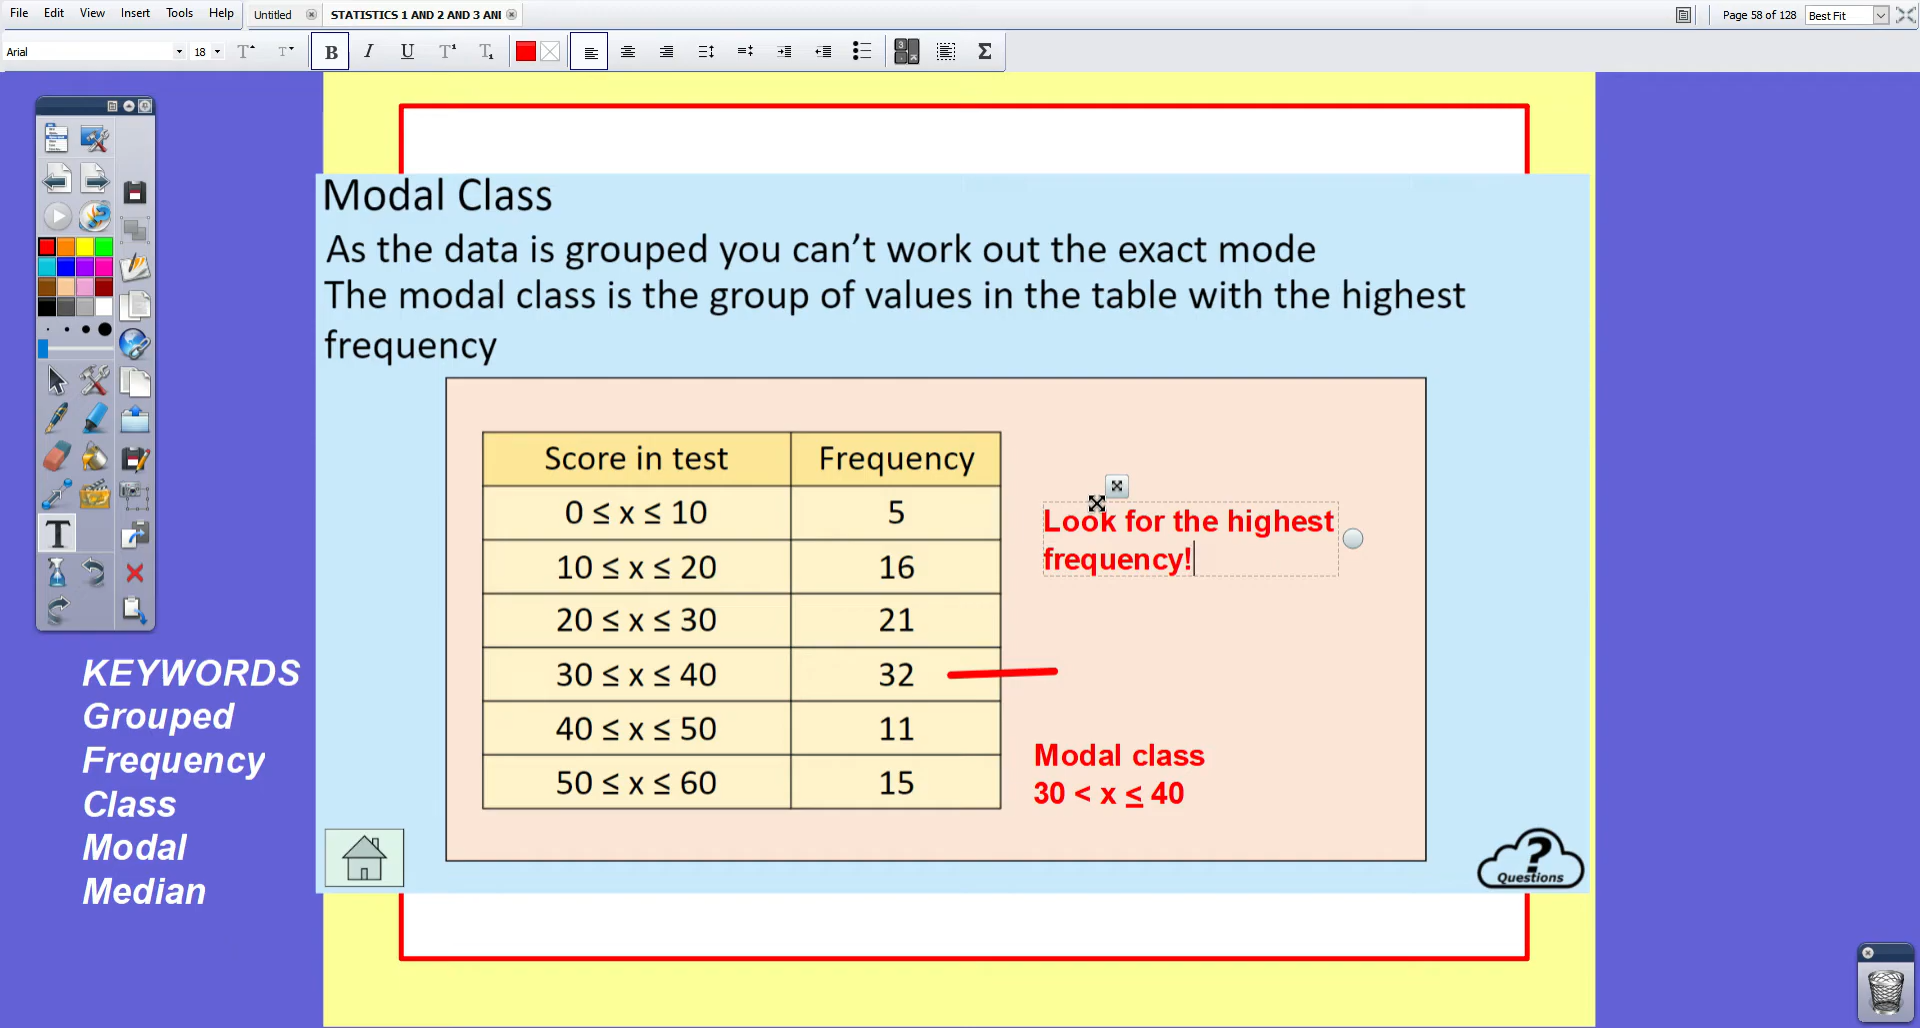 File Edit View Insert Tools Help
Untitled
STATISTICS 1 AND 2 AND 3 ANI
Page 58 of 128
Best Fit
Arial
18
Modal Class
As the data is grouped you can't work out the exact mode
The modal class is the group of values in the table with the highest
frequency
Score in test Frequency
0 ≤ x ≤ 10 5
10 ≤ x ≤ 20 16
20 ≤ x ≤ 30 21
30 ≤ x ≤ 40 32
40 ≤ x ≤ 50 11
50 ≤ x ≤ 60 15
Look for the highest
frequency!
Modal class
30 < x ≤ 40
KEYWORDS
Grouped
Frequency
Class
Modal
Median
?
Questions